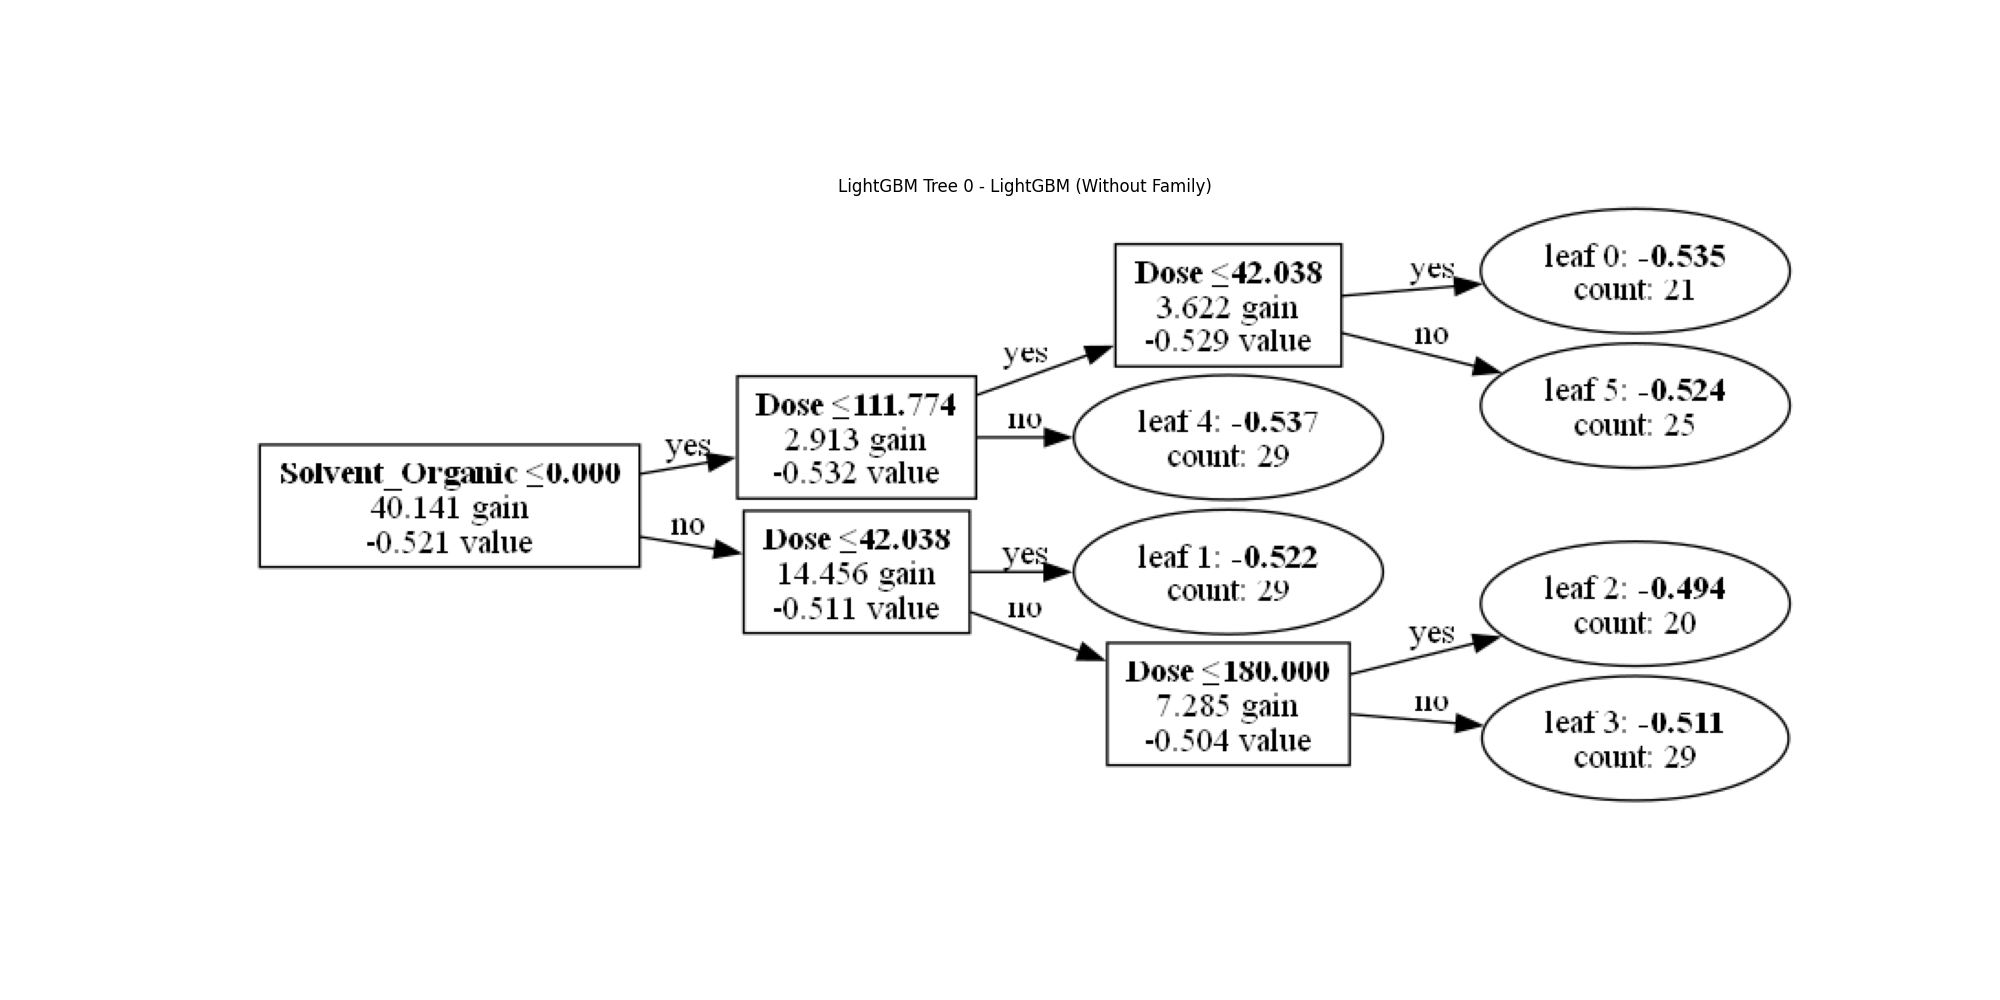 LightGBM Tree 0 - LightGBM (Without Family)
Solvent_Organic ≤0.000
40.141 gain
-0.521 value
yes
no
Dose ≤111.774
2.913 gain
-0.532 value
yes
no
Dose ≤42.038
14.456 gain
-0.511 value
yes
no
Dose ≤42.038
3.622 gain
-0.529 value
yes
no
leaf 4: -0.537
count: 29
leaf 1: -0.522
count: 29
Dose ≤180.000
7.285 gain
-0.504 value
yes
no
leaf 0: -0.535
count: 21
leaf 5: -0.524
count: 25
leaf 2: -0.494
count: 20
leaf 3: -0.511
count: 29